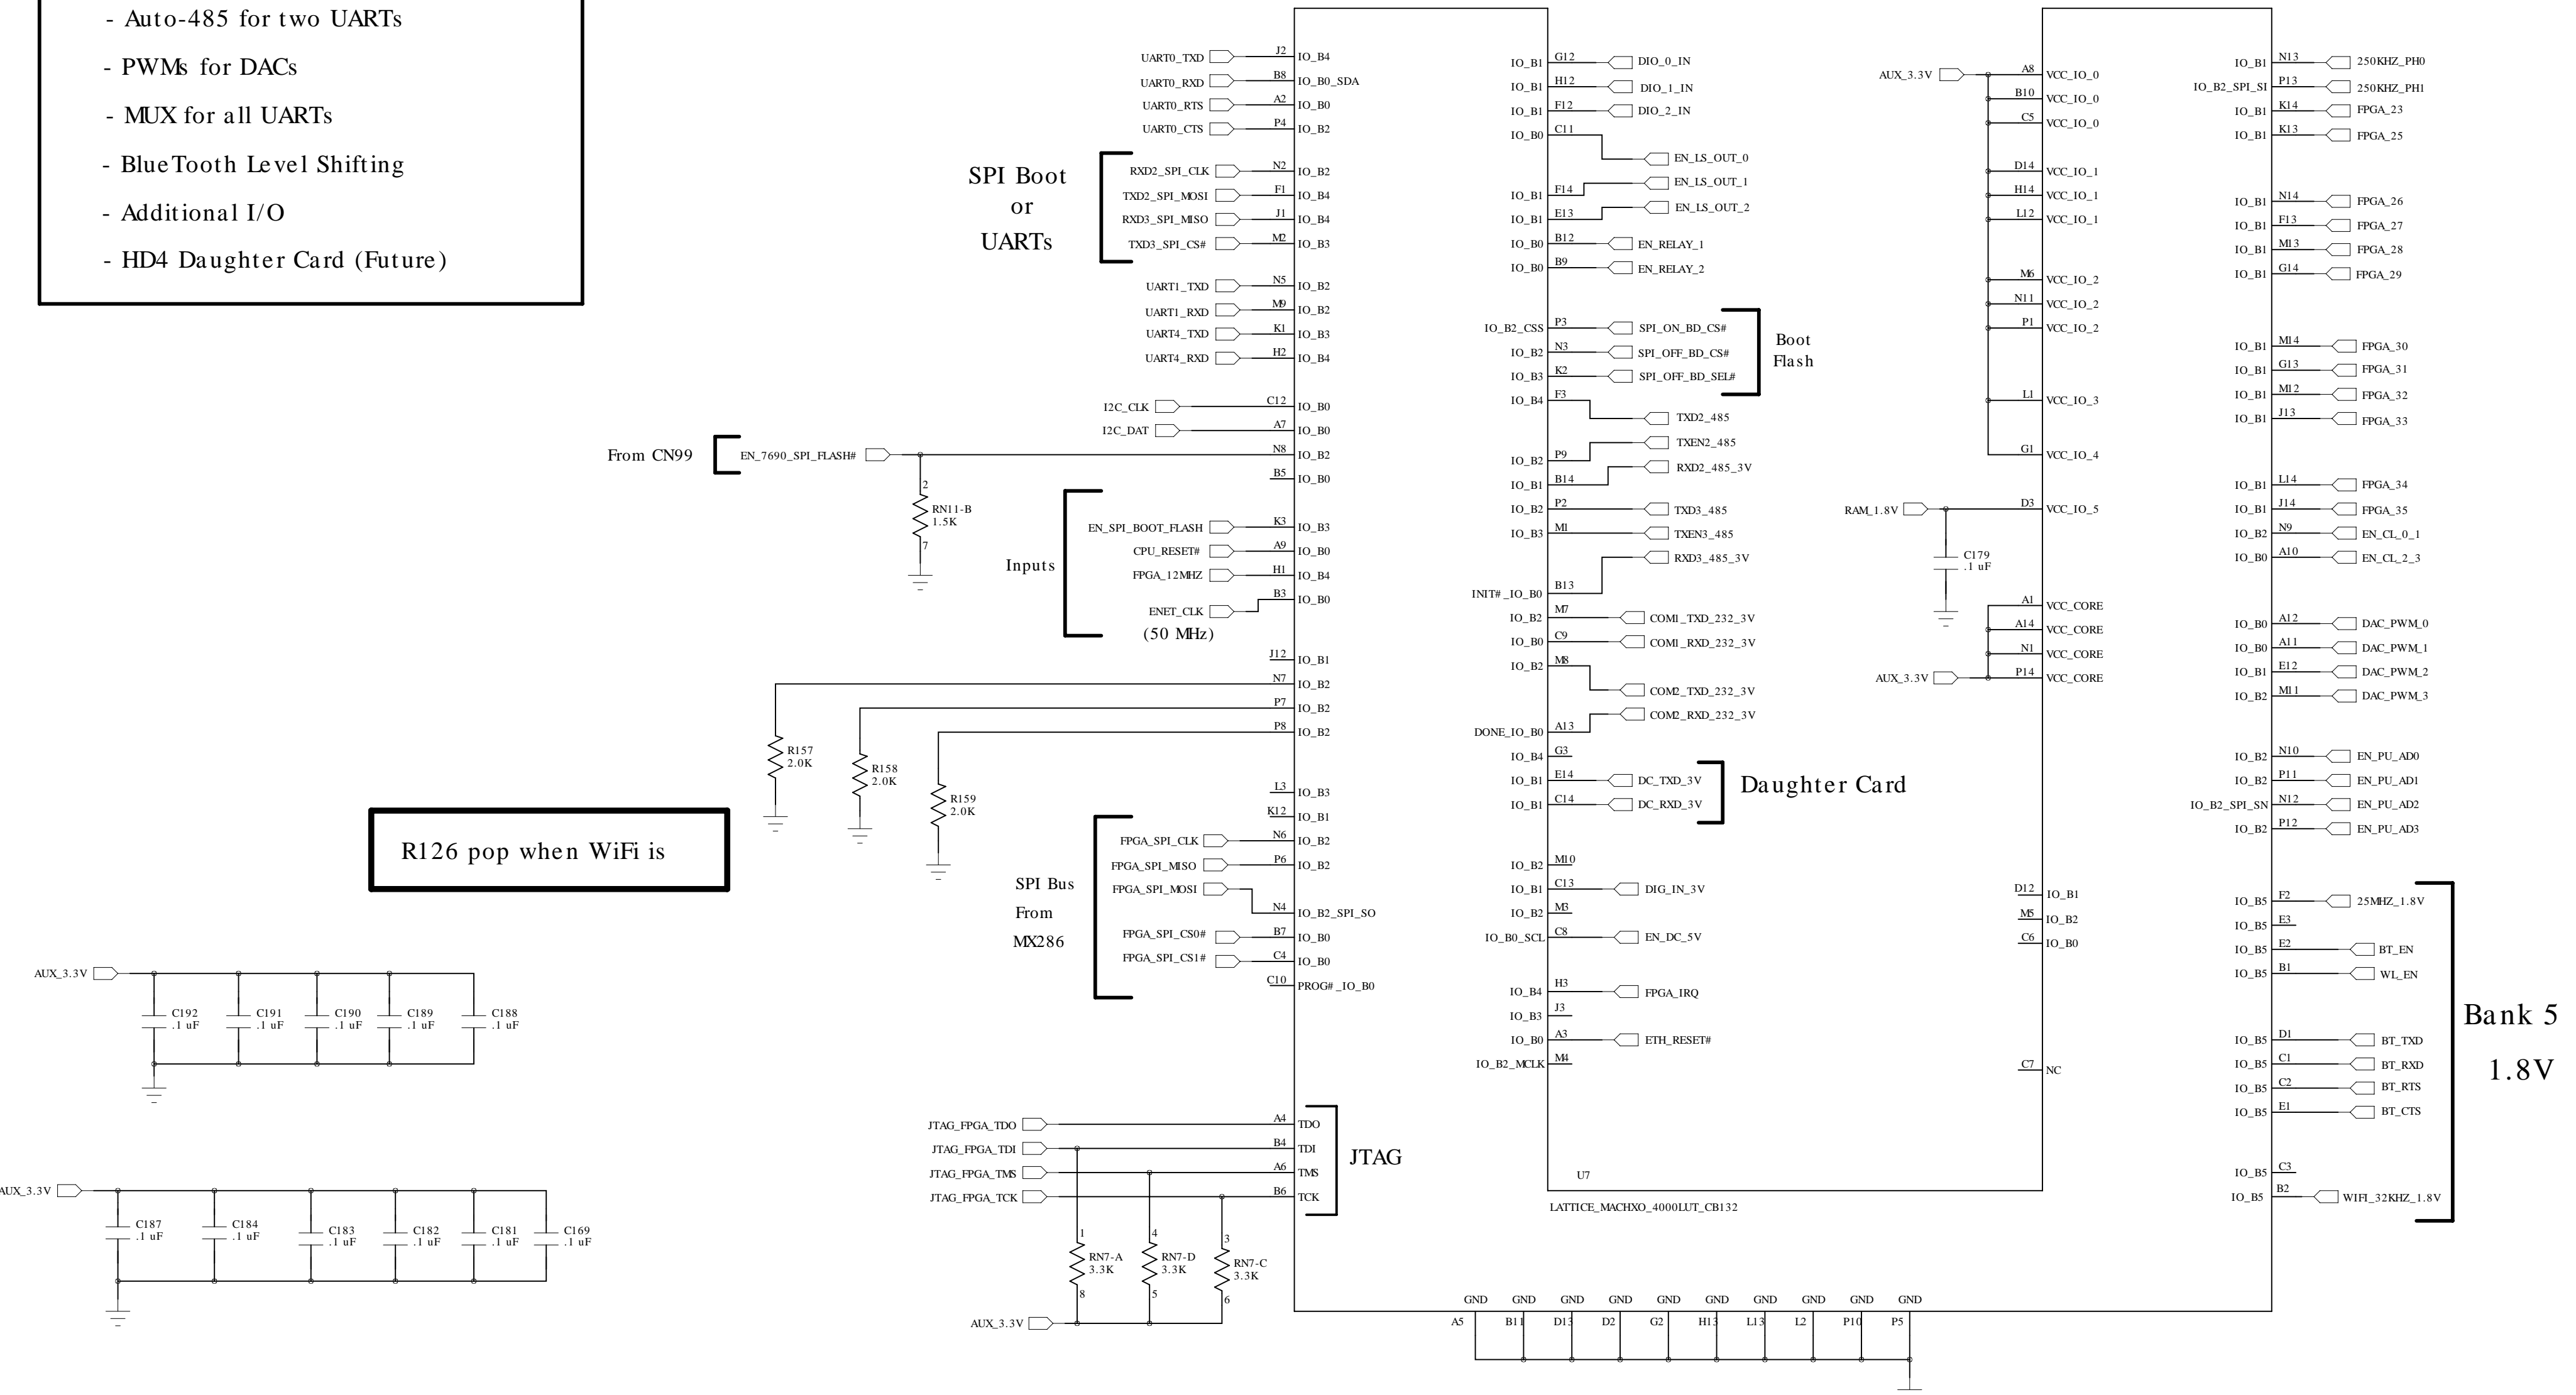 - Auto-485 for two UARTs
- PWMs for DACs
- MUX for all UARTs
- BlueTooth Level Shifting
- Additional I/O
- HD4 Daughter Card (Future)
SPI Boot
or
UARTs
UART0_TXD J2 IO_B4
UART0_RXD B8 IO_B0_SDA
UART0_RTS A2 IO_B0
UART0_CTS P4 IO_B2
RXD2_SPI_CLK N2 IO_B2
TXD2_SPI_MOSI F1 IO_B4
RXD3_SPI_MISO J1 IO_B4
TXD3_SPI_CS# M2 IO_B3
UART1_TXD N5 IO_B2
UART1_RXD M9 IO_B2
UART4_TXD K1 IO_B3
UART4_RXD H2 IO_B4
I2C_CLK C12 IO_B0
I2C_DAT A7 IO_B0
From CN99 EN_7690_SPI_FLASH# N8 IO_B2
B5 IO_B0
2
RN11-B
1.5K
7
Inputs
EN_SPI_BOOT_FLASH K3 IO_B3
CPU_RESET# A9 IO_B0
FPGA_12MHZ H1 IO_B4
ENET_CLK B3 IO_B0
(50 MHz)
J12 IO_B1
N7 IO_B2
P7 IO_B2
P8 IO_B2
R157
2.0K
R158
2.0K
R159
2.0K
L3 IO_B3
K12 IO_B1
R126 pop when WiFi is
SPI Bus
From
MX286
FPGA_SPI_CLK N6 IO_B2
FPGA_SPI_MISO P6 IO_B2
FPGA_SPI_MOSI N4 IO_B2_SPI_SO
FPGA_SPI_CS0# B7 IO_B0
FPGA_SPI_CS1# C4 IO_B0
C10 PROG#_IO_B0
AUX_3.3V
C192 .1 uF
C191 .1 uF
C190 .1 uF
C189 .1 uF
C188 .1 uF
AUX_3.3V
C187 .1 uF
C184 .1 uF
C183 .1 uF
C182 .1 uF
C181 .1 uF
C169 .1 uF
JTAG_FPGA_TDO A4 TDO
JTAG_FPGA_TDI B4 TDI
JTAG_FPGA_TMS A6 TMS
JTAG_FPGA_TCK B6 TCK
JTAG
1 RN7-A 3.3K 8
4 RN7-D 3.3K 5
3 RN7-C 3.3K 6
AUX_3.3V
IO_B1 G12 DIO_0_IN
IO_B1 H12 DIO_1_IN
IO_B1 F12 DIO_2_IN
IO_B0 C11 EN_LS_OUT_0
IO_B1 F14 EN_LS_OUT_1
IO_B1 E13 EN_LS_OUT_2
IO_B0 B12 EN_RELAY_1
IO_B0 B9 EN_RELAY_2
IO_B2_CSS P3 SPI_ON_BD_CS#
IO_B2 N3 SPI_OFF_BD_CS#
IO_B3 K2 SPI_OFF_BD_SEL#
Boot
Flash
IO_B4 F3 TXD2_485
IO_B2 P9 TXEN2_485
IO_B1 B14 RXD2_485_3V
IO_B2 P2 TXD3_485
IO_B3 M1 TXEN3_485
INIT#_IO_B0 B13 RXD3_485_3V
IO_B2 M7 COM1_TXD_232_3V
IO_B0 C9 COM1_RXD_232_3V
IO_B2 M8 COM2_TXD_232_3V
DONE_IO_B0 A13 COM2_RXD_232_3V
IO_B4 G3
IO_B1 E14 DC_TXD_3V
IO_B1 C14 DC_RXD_3V
Daughter Card
IO_B2 M10
IO_B1 C13 DIG_IN_3V
IO_B2 M3
IO_B0_SCL C8 EN_DC_5V
IO_B4 H3 FPGA_IRQ
IO_B3 J3
IO_B0 A3 ETH_RESET#
IO_B2_MCLK M4
U7
LATTICE_MACHXO_4000LUT_CB132
AUX_3.3V A8 VCC_IO_0
B10 VCC_IO_0
C5 VCC_IO_0
D14 VCC_IO_1
H14 VCC_IO_1
L12 VCC_IO_1
M6 VCC_IO_2
N11 VCC_IO_2
P1 VCC_IO_2
L1 VCC_IO_3
G1 VCC_IO_4
RAM_1.8V D3 VCC_IO_5
C179
.1 uF
A1 VCC_CORE
A14 VCC_CORE
N1 VCC_CORE
AUX_3.3V P14 VCC_CORE
D12 IO_B1
M5 IO_B2
C6 IO_B0
C7 NC
IO_B1 N13 250KHZ_PH0
IO_B2_SPI_SI P13 250KHZ_PH1
IO_B1 K14 FPGA_23
IO_B1 K13 FPGA_25
IO_B1 N14 FPGA_26
IO_B1 F13 FPGA_27
IO_B1 M13 FPGA_28
IO_B1 G14 FPGA_29
IO_B1 M14 FPGA_30
IO_B1 G13 FPGA_31
IO_B1 M12 FPGA_32
IO_B1 J13 FPGA_33
IO_B1 L14 FPGA_34
IO_B1 J14 FPGA_35
IO_B2 N9 EN_CL_0_1
IO_B0 A10 EN_CL_2_3
IO_B0 A12 DAC_PWM_0
IO_B0 A11 DAC_PWM_1
IO_B1 E12 DAC_PWM_2
IO_B2 M11 DAC_PWM_3
IO_B2 N10 EN_PU_AD0
IO_B2 P11 EN_PU_AD1
IO_B2_SPI_SN N12 EN_PU_AD2
IO_B2 P12 EN_PU_AD3
IO_B5 F2 25MHZ_1.8V
IO_B5 E3
IO_B5 E2 BT_EN
IO_B5 B1 WL_EN
IO_B5 D1 BT_TXD
IO_B5 C1 BT_RXD
IO_B5 C2 BT_RTS
IO_B5 E1 BT_CTS
IO_B5 C3
IO_B5 B2 WIFI_32KHZ_1.8V
Bank 5
1.8V
GND GND GND GND GND GND GND GND GND GND
A5 B11 D13 D2 G2 H13 L13 L2 P10 P5